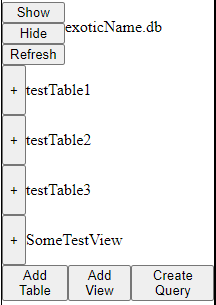 Show
Hide
Refresh
exoticName.db
+ testTable1
+ testTable2
+ testTable3
+ SomeTestView
Add Table
Add View
Create Query